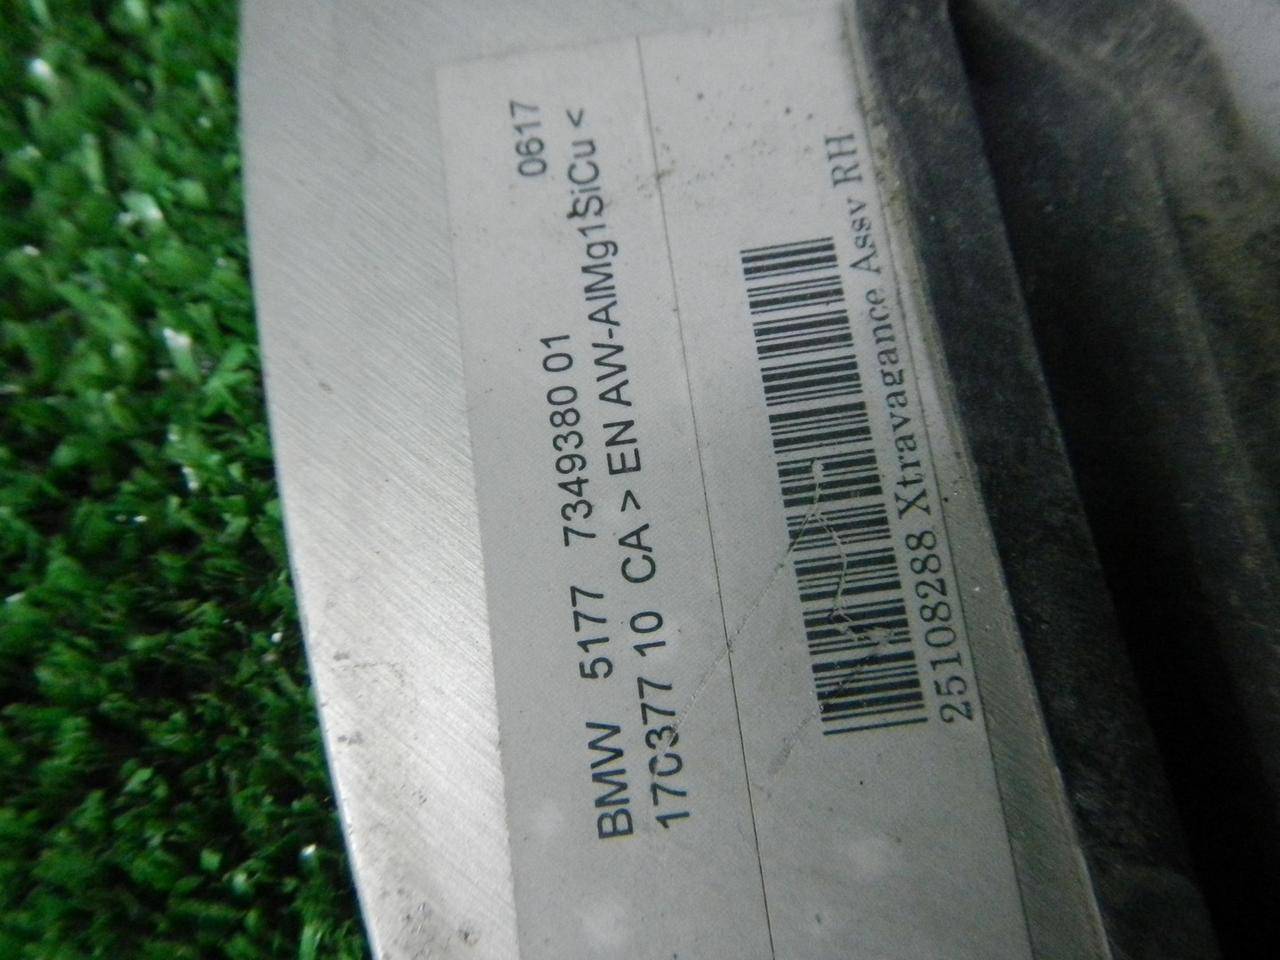 0617
BMW 5177 7349380 01
170377 10 CA > EN AW-AlMg1SiCu <
25108288 Xtravagance Assy RH